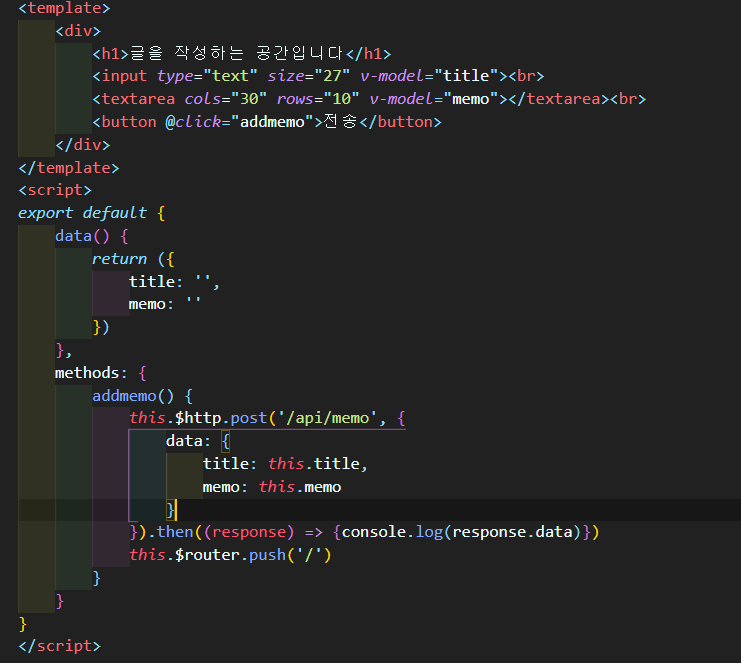 <template>
<div>
<h1>글을 작성하는 공간입니다</h1>
<input type="text" size="27" v-model="title"><br>
<textarea cols="30" rows="10" v-model="memo"></textarea><br>
<button @click="addmemo">전송</button>
</div>
</template>
<script>
export default {
data() {
return ({
title: '',
memo: ''
})
},
methods: {
addmemo() {
this.$http.post('/api/memo', {
data: {
title: this.title,
memo: this.memo
}
}).then((response) => {console.log(response.data)})
this.$router.push('/')
}
}
}
</script>